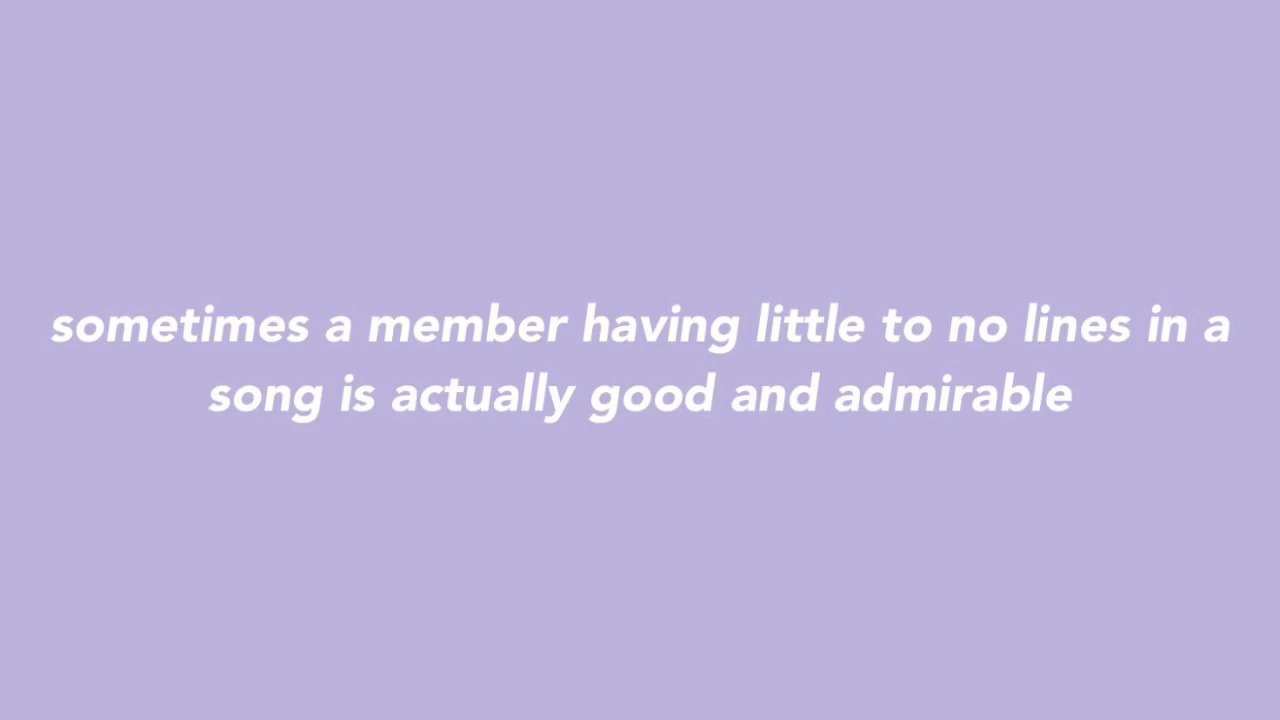 sometimes a member having little to no lines in a
song is actually good and admirable